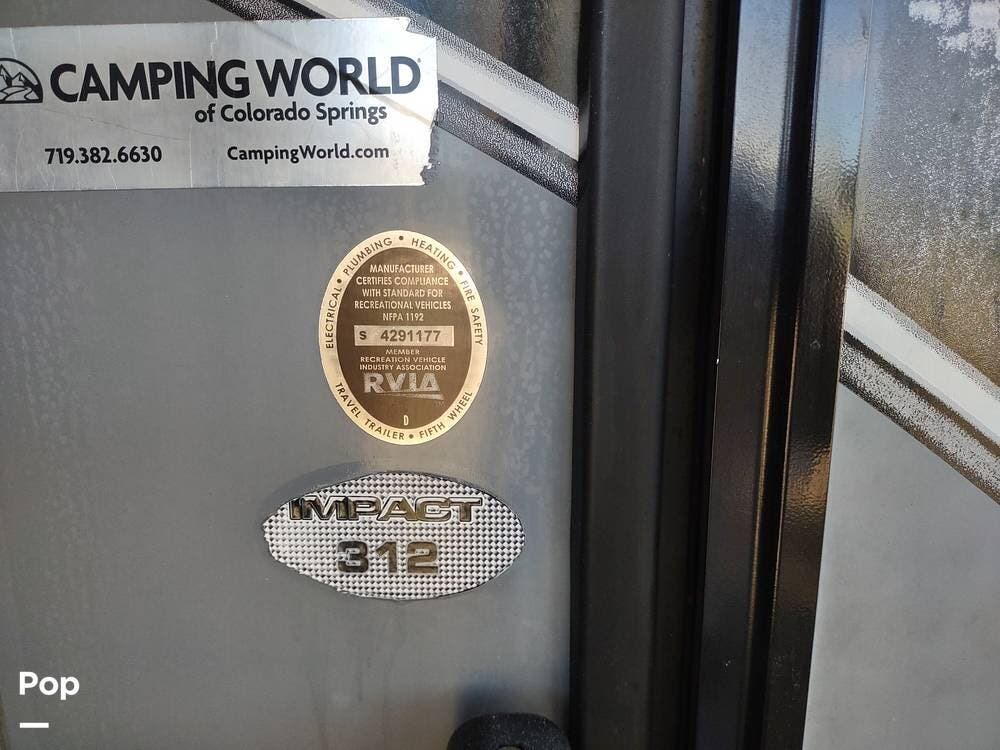 CAMPING WORLD
of Colorado Springs
719.382.6630 CampingWorld.com
ELECTRICAL • PLUMBING • HEATING • FIRE SAFETY
MANUFACTURER
CERTIFIES COMPLIANCE
WITH STANDARD FOR
RECREATIONAL VEHICLES
NFPA 1192
S 4291177
MEMBER
RECREATION VEHICLE
INDUSTRY ASSOCIATION
RVIA
D
TRAVEL TRAILER • FIFTH WHEEL
IMPACT
312
Pop